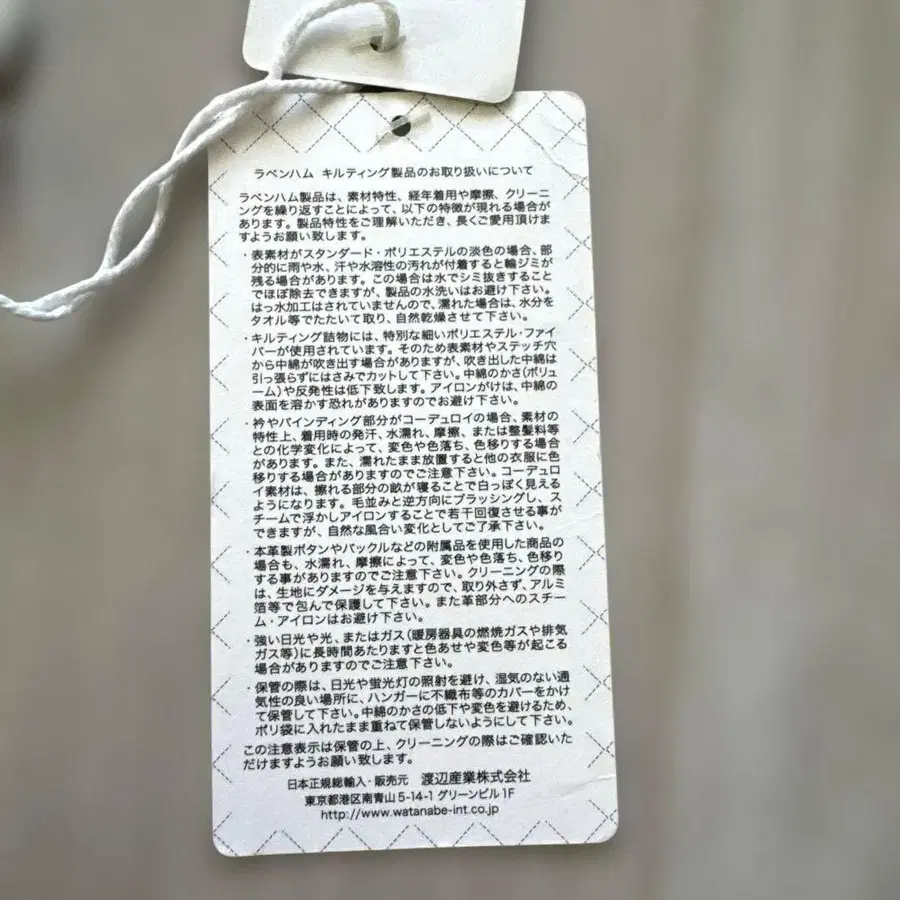 ラベンハム キルティング製品のお取り扱いについて
ラベンハム製品は、素材特性、経年着用や摩擦、クリーニ
ングを繰り返すことによって、以下の特徴が現れる場合が
あります。製品特性をご理解いただき、長くご愛用頂けま
すようお願い致します。
・表素材がスタンダード・ポリエステルの淡色の場合、部
分的に雨や水、汗や水溶性の汚れが付着すると輪ジミが
残る場合があります。この場合は水でシミ抜きすること
でほぼ除去できますが、製品の水洗いはお避け下さい。
はっ水加工はされていませんので、濡れた場合は、水分を
タオル等でたたいて取り、自然乾燥させて下さい。
・キルティング詰物には、特別な細いポリエステル・ファイ
バーが使用されています。そのため表素材やステッチ穴
から中綿が吹き出す場合がありますが、吹き出した中綿は
引っ張らずにはさみでカットして下さい。中綿のかさ(ボリュ
ーム)や反発性は低下致します。アイロンがけは、中綿の
表面を溶かす恐れがありますのでお避け下さい。
・衿やバインディング部分がコーデュロイの場合、素材の
特性上、着用時の発汗、水濡れ、摩擦、または整髪料等
との化学変化によって、変色や色落ち、色移りする場合
があります。また、濡れたまま放置すると他の衣服に色
移りする場合がありますのでご注意下さい。コーデュロ
イ素材は、擦れる部分の畝が寝ることで白っぽく見える
ようになります。毛並みと逆方向にブラッシングし、ス
チームで浮かしアイロンすることで若干回復させる事が
できますが、自然な風合い変化としてご了承下さい。
・本革製ボタンやバックルなどの附属品を使用した商品の
場合も、水濡れ、摩擦によって、変色や色落ち、色移り
する事がありますのでご注意下さい。クリーニングの際
は、生地にダメージを与えますので、取り外さず、アルミ
箔等で包んで保護して下さい。また革部分へのスチー
ム・アイロンはお避け下さい。
・強い日光や光、またはガス(暖房器具の燃焼ガスや排気
ガス等)に長時間あたりますと色あせや変色等が起こる
場合がありますのでご注意下さい。
・保管の際は、日光や蛍光灯の照射を避け、湿気のない通
気性の良い場所に、ハンガーに不織布等のカバーをかけ
て保管して下さい。中綿のかさの低下や変色を避けるため、
ポリ袋に入れたまま重ねて保管しないようにして下さい。
この注意表示は保管の上、クリーニングの際はご確認いた
だけますようお願い致します。
日本正規総輸入・販売元 渡辺産業株式会社
東京都港区南青山5-14-1 グリーンビル1F
http://www.watanabe-int.co.jp